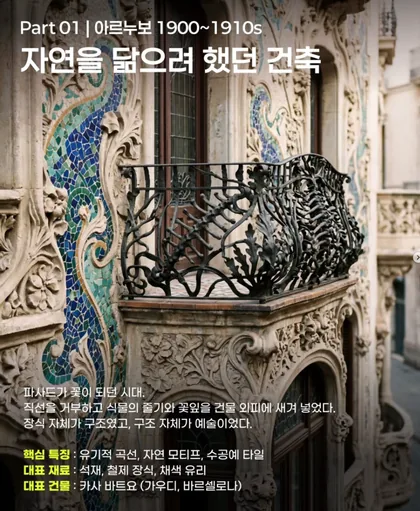 Part 01 | 아르누보 1900~1910s
자연을 닮으려 했던 건축
파사드가 꽃이 되던 시대.
직선을 거부하고 식물의 줄기와 꽃잎을 건물 외피에 새겨 넣었다.
장식 자체가 구조였고, 구조 자체가 예술이었다.
핵심 특징 : 유기적 곡선, 자연 모티프, 수공예 타일
대표 재료 : 석재, 철제 장식, 채색 유리
대표 건물 : 카사 바트요 (가우디, 바르셀로나)